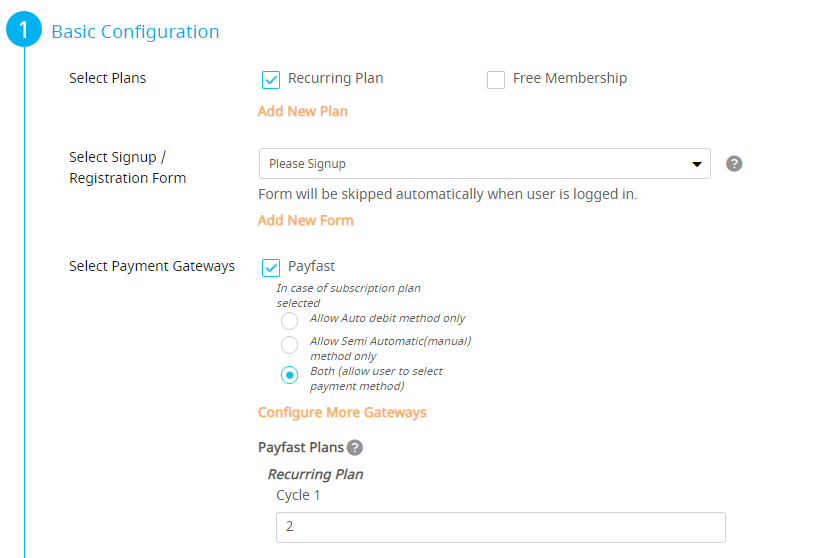 1 Basic Configuration
Select Plans
Recurring Plan
Free Membership
Add New Plan
Select Signup /
Registration Form
Please Signup
?
Form will be skipped automatically when user is logged in.
Add New Form
Select Payment Gateways
Payfast
In case of subscription plan
selected
Allow Auto debit method only
Allow Semi Automatic(manual)
method only
Both (allow user to select
payment method)
Configure More Gateways
Payfast Plans ?
Recurring Plan
Cycle 1
2